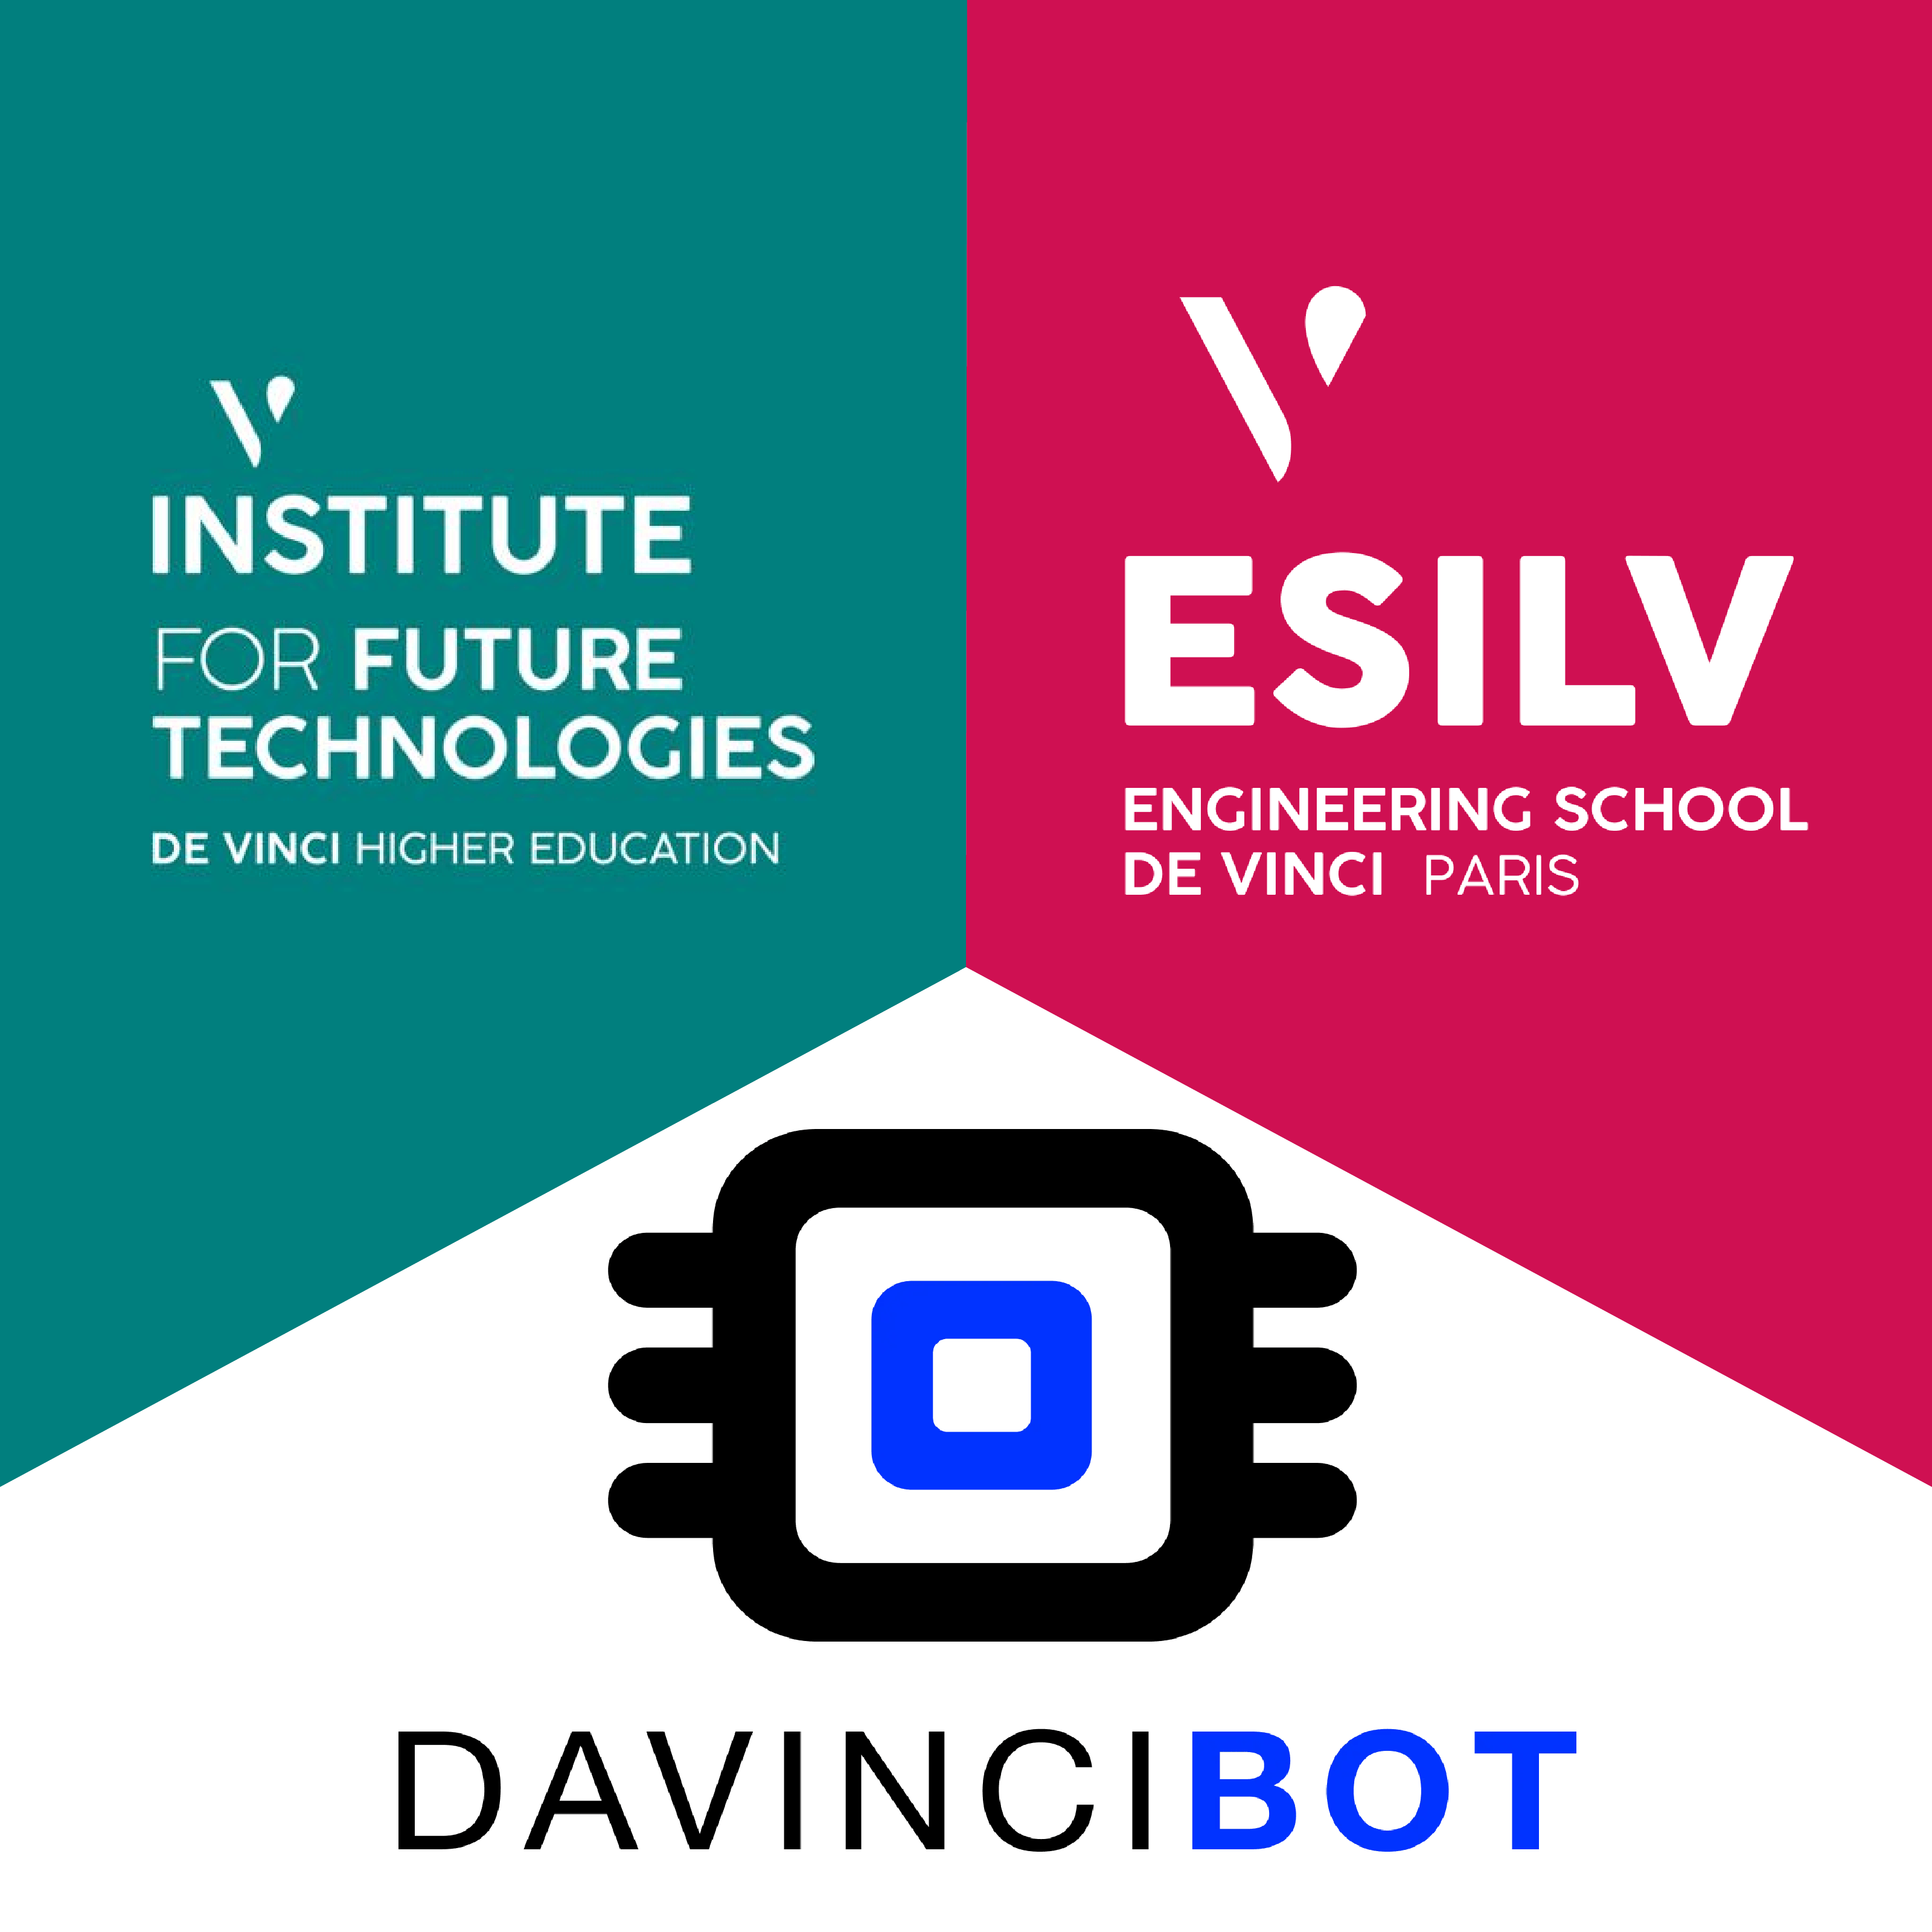 INSTITUTE
FOR FUTURE
TECHNOLOGIES
DE VINCI HIGHER EDUCATION
ESILV
ENGINEERING SCHOOL
DE VINCI PARIS
DAVINCIBOT